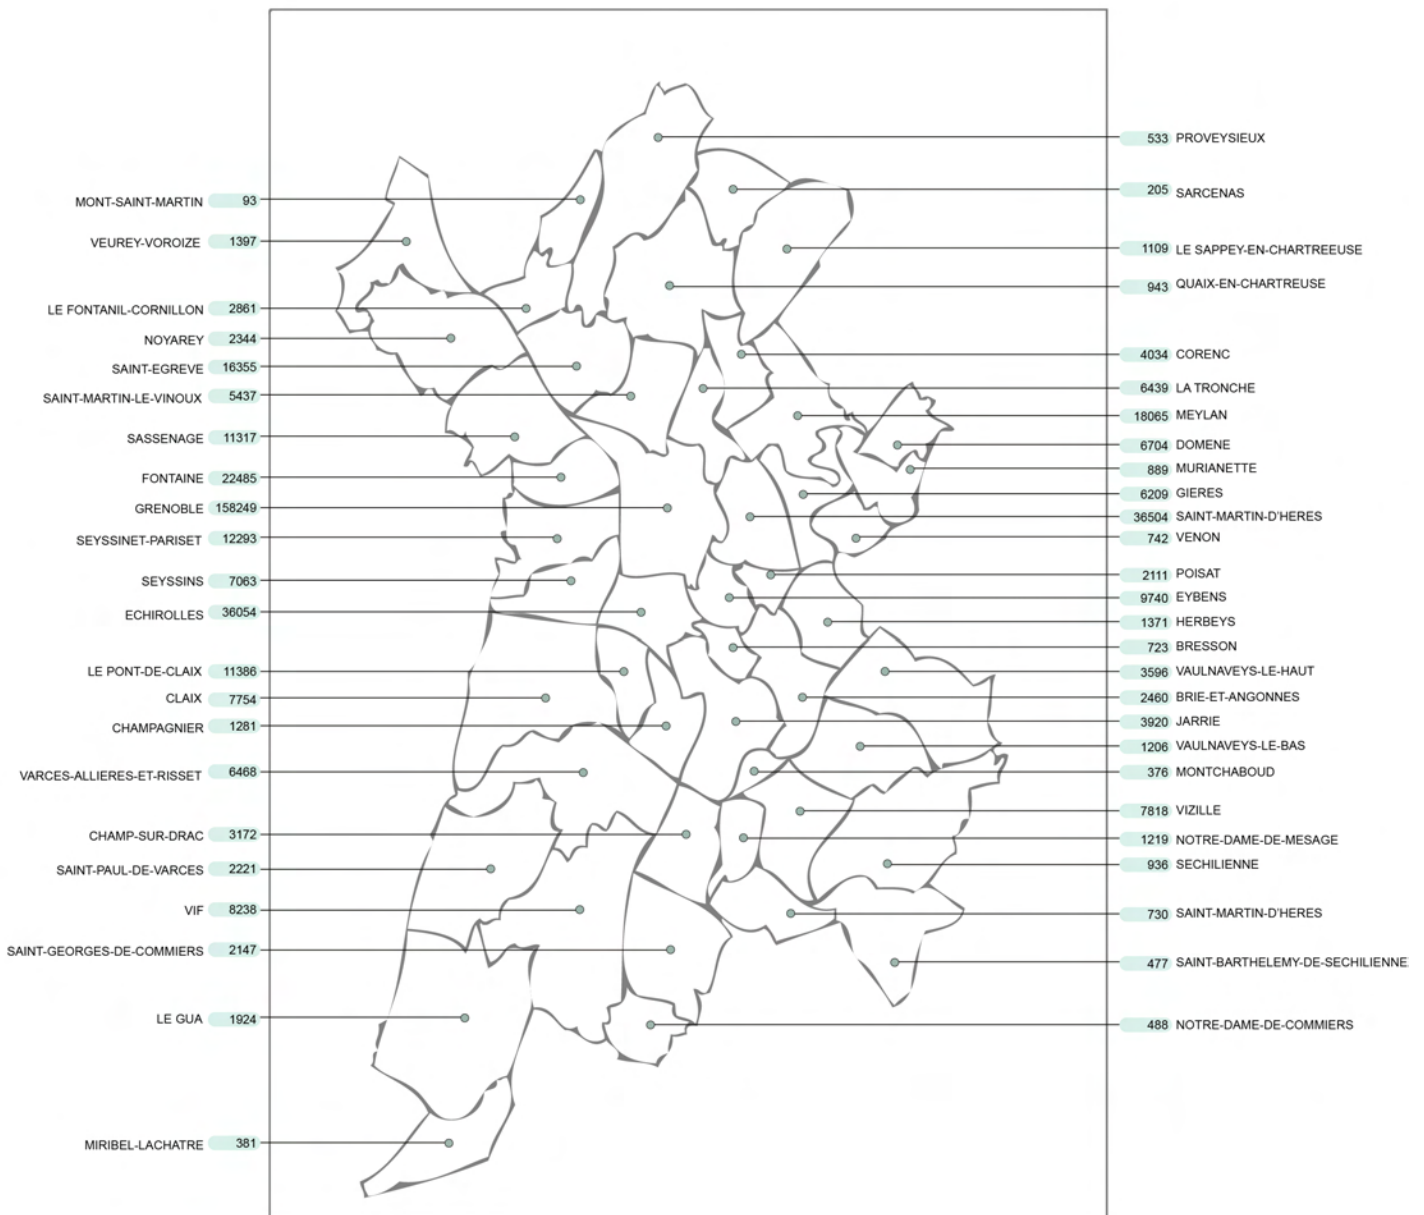 MONT-SAINT-MARTIN 93
VEUREY-VOROIZE 1397
LE FONTANIL-CORNILLON 2861
NOYAREY 2344
SAINT-EGREVE 16355
SAINT-MARTIN-LE-VINOUX 5437
SASSENAGE 11317
FONTAINE 22485
GRENOBLE 158249
SEYSSINET-PARISET 12293
SEYSSINS 7063
ECHIROLLES 36054
LE PONT-DE-CLAIX 11386
CLAIX 7754
CHAMPAGNIER 1281
VARCES-ALLIERES-ET-RISSET 6468
CHAMP-SUR-DRAC 3172
SAINT-PAUL-DE-VARCES 2221
VIF 8238
SAINT-GEORGES-DE-COMMIERS 2147
LE GUA 1924
MIRIBEL-LACHATRE 381
533 PROVEYSIEUX
205 SARCENAS
1109 LE SAPPEY-EN-CHARTREEUSE
943 QUAIX-EN-CHARTREUSE
4034 CORENC
6439 LA TRONCHE
18065 MEYLAN
6704 DOMENE
889 MURIANETTE
6209 GIERES
36504 SAINT-MARTIN-D'HERES
742 VENON
2111 POISAT
9740 EYBENS
1371 HERBEYS
723 BRESSON
3596 VAULNAVEYS-LE-HAUT
2460 BRIE-ET-ANGONNES
3920 JARRIE
1206 VAULNAVEYS-LE-BAS
376 MONTCHABOUD
7818 VIZILLE
1219 NOTRE-DAME-DE-MESAGE
936 SECHILIENNE
730 SAINT-MARTIN-D'HERES
477 SAINT-BARTHELEMY-DE-SECHILIENNE
488 NOTRE-DAME-DE-COMMIERS